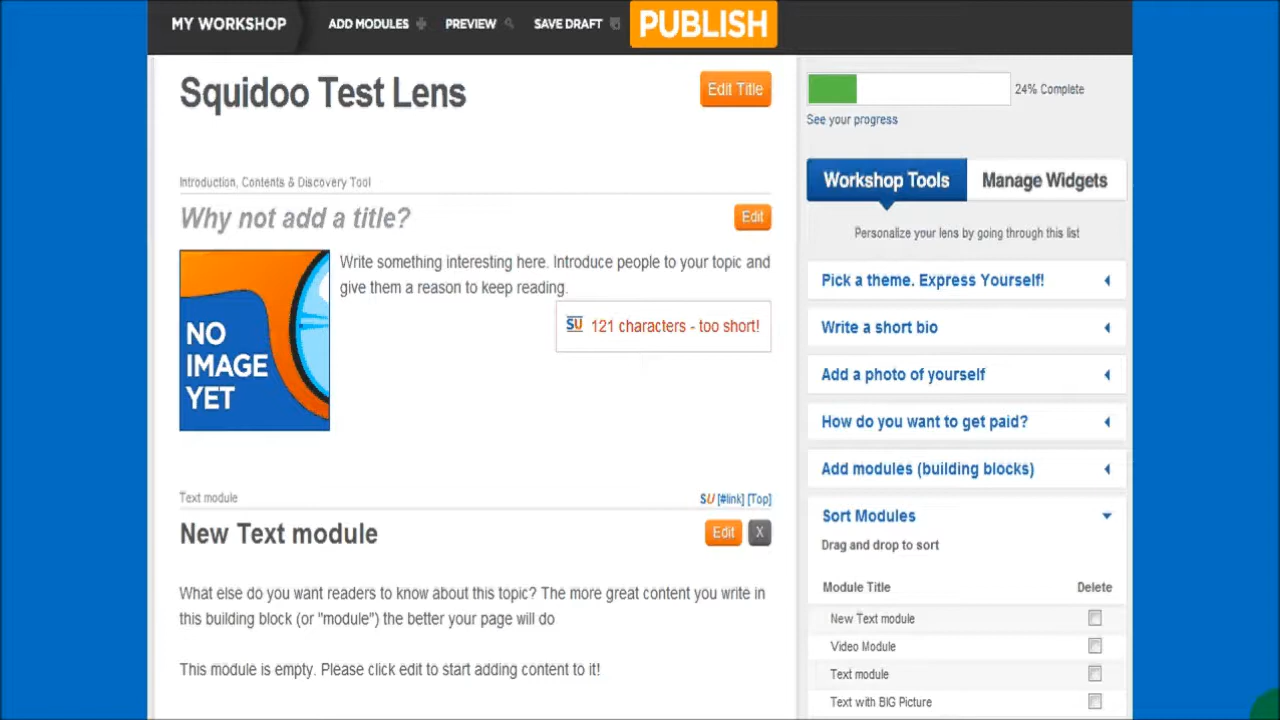 MY WORKSHOP
ADD MODULES
PREVIEW
SAVE DRAFT
PUBLISH
Squidoo Test Lens
Edit Title
Introduction, Contents & Discovery Tool
Why not add a title?
Edit
NO
IMAGE
YET
Write something interesting here. Introduce people to your topic and
give them a reason to keep reading.
SU 121 characters - too short!
Text module
SU [#link] [Top]
New Text module
Edit
X
What else do you want readers to know about this topic? The more great content you write in
this building block (or "module") the better your page will do
This module is empty. Please click edit to start adding content to it!
24% Complete
See your progress
Workshop Tools
Manage Widgets
Personalize your lens by going through this list
Pick a theme. Express Yourself!
Write a short bio
Add a photo of yourself
How do you want to get paid?
Add modules (building blocks)
Sort Modules
Drag and drop to sort
Module Title
Delete
New Text module
Video Module
Text module
Text with BIG Picture